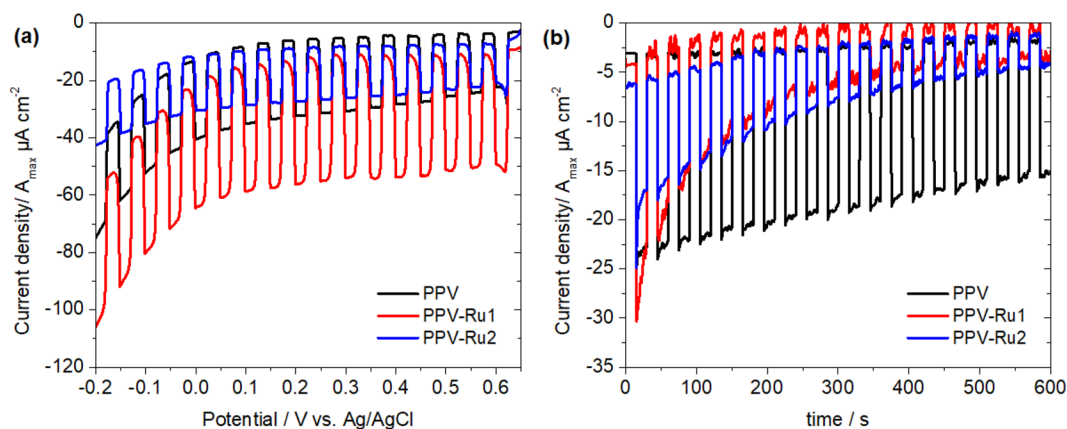 (a)
0
-20
-40
-60
-80
-100
-120
Current density/ A_max µA cm⁻²
PPV
PPV-Ru1
PPV-Ru2
-0.2 -0.1 0.0 0.1 0.2 0.3 0.4 0.5 0.6
Potential / V vs. Ag/AgCl
(b)
0
-5
-10
-15
-20
-25
-30
-35
Current density/ A_max µA cm⁻²
PPV
PPV-Ru1
PPV-Ru2
0 100 200 300 400 500 600
time / s